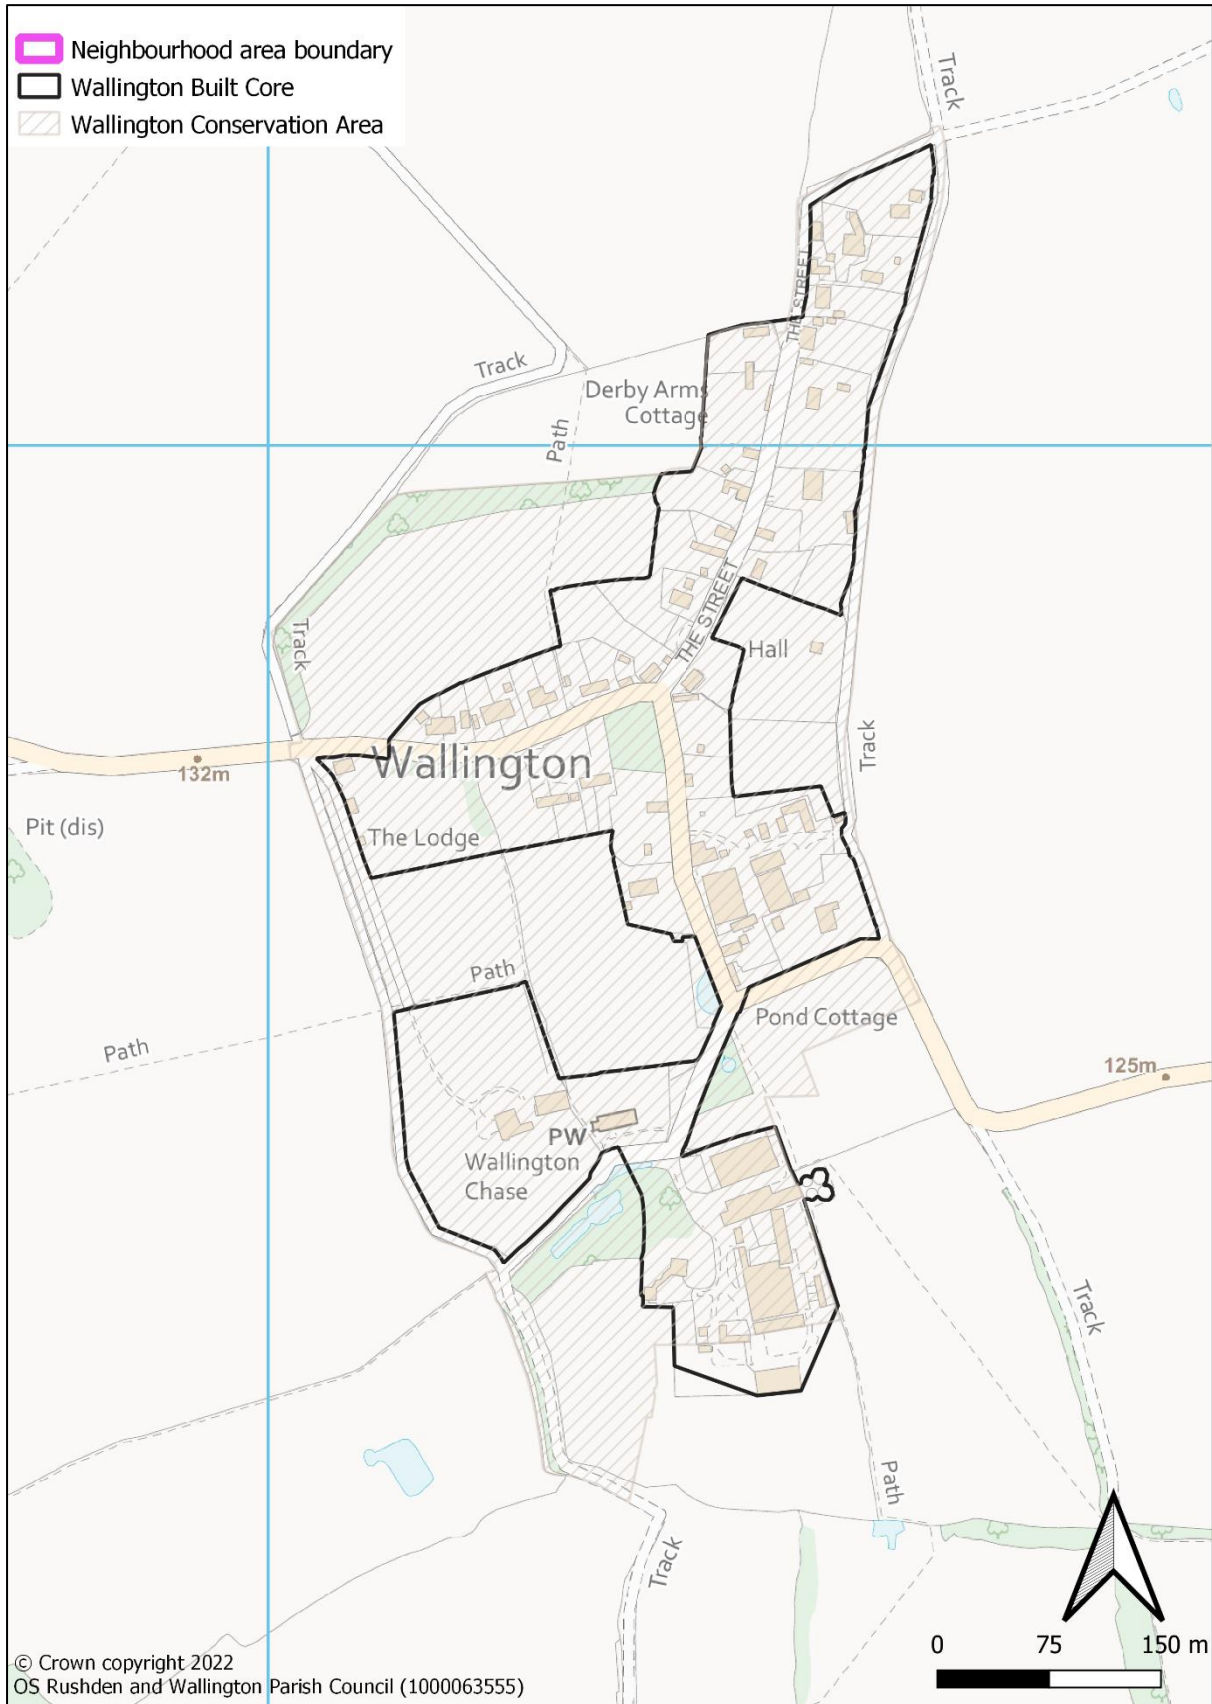 Neighbourhood area boundary
Wallington Built Core
Wallington Conservation Area
Track
THE STREET
Track
Derby Arms
Cottage
Path
THE STREET
Hall
Track
Track
Wallington
132m
Pit (dis)
The Lodge
Path
Pond Cottage
Path
125m
PW
Wallington
Chase
Track
Path
Track
0 75 150 m
© Crown copyright 2022
OS Rushden and Wallington Parish Council (1000063555)